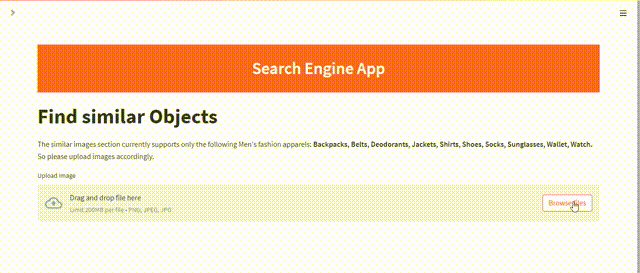 Search Engine App
Find similar Objects
The similar images section currently supports only the following Men's fashion apparels: Backpacks, Belts, Deodorants, Jackets, Shirts, Shoes, Socks, Sunglasses, Wallet, Watch.
So please upload images accordingly.
Upload Image
Drag and drop file here
Limit 200MB per file • PNG, JPEG, JPG
Browse files